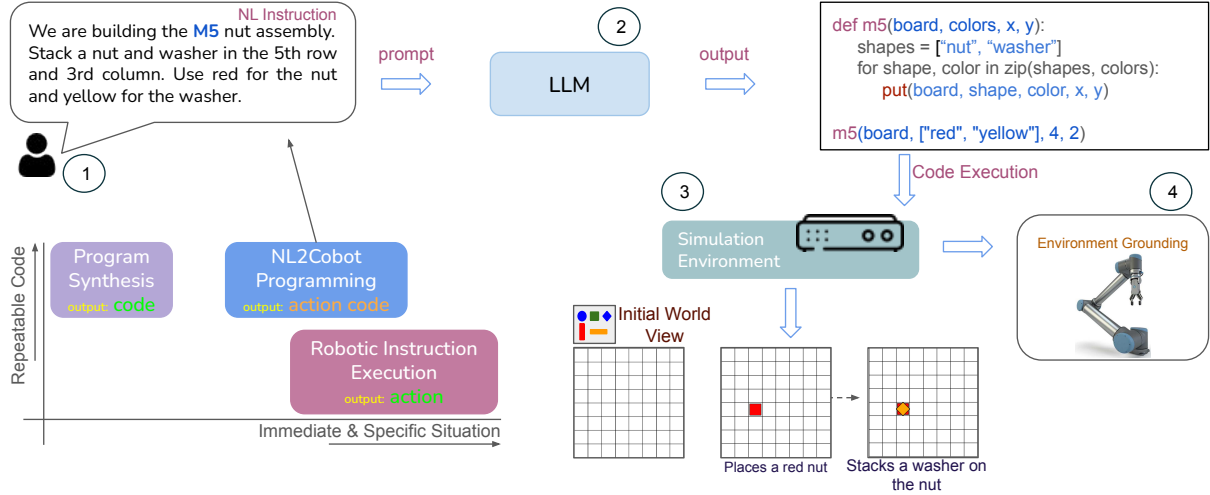 NL Instruction
We are building the M5 nut assembly.
Stack a nut and washer in the 5th row
and 3rd column. Use red for the nut
and yellow for the washer.
1
prompt
2
LLM
output
def m5(board, colors, x, y):
shapes = ["nut", “washer”]
for shape, color in zip(shapes, colors):
put(board, shape, color, x, y)
m5(board, ["red", "yellow"], 4, 2)
Code Execution
3
4
Simulation
Environment
Environment Grounding
Repeatable Code
Program
Synthesis
output: code
NL2Cobot
Programming
output: action code
Robotic Instruction
Execution
output: action
Immediate & Specific Situation
Initial World
View
Places a red nut
Stacks a washer on
the nut